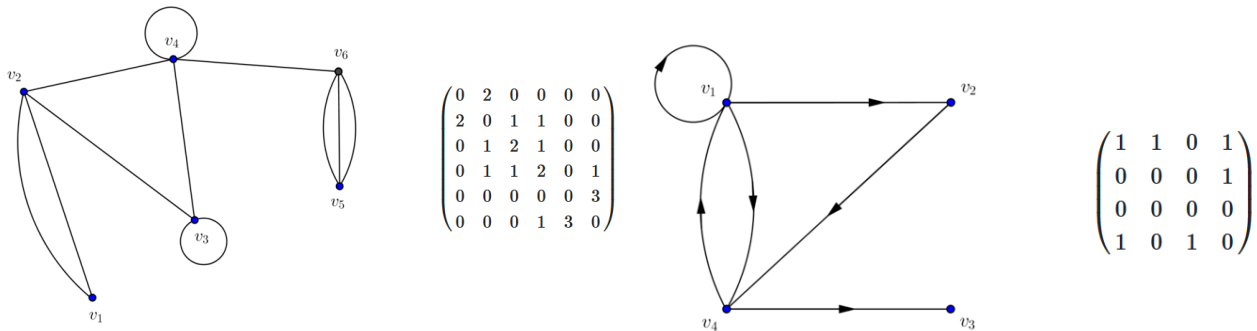 v₄
v₆
v₂
v₅
v₃
v₁
0 2 0 0 0 0
2 0 1 1 0 0
0 1 2 1 0 0
0 1 1 2 0 1
0 0 0 0 0 3
0 0 0 1 3 0
v₁
v₂
v₄
v₃
1 1 0 1
0 0 0 1
0 0 0 0
1 0 1 0